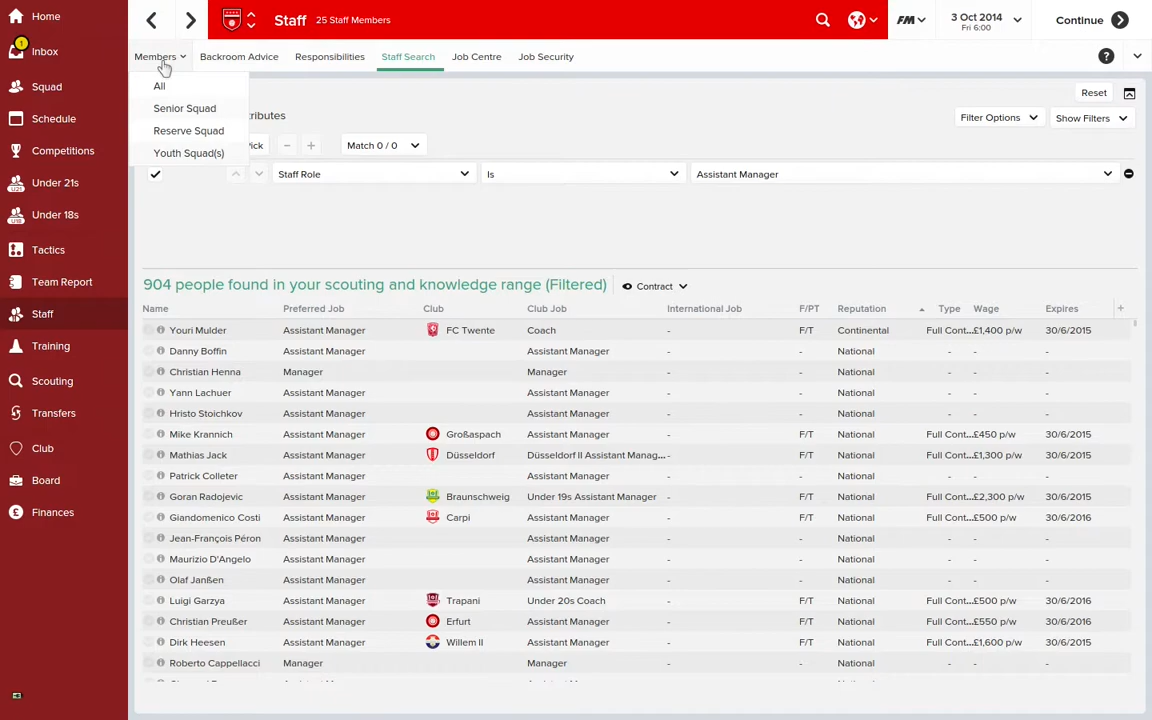 Home
1
Inbox
Squad
Schedule
Competitions
U21
Under 21s
U18
Under 18s
Tactics
Team Report
Staff
Training
Scouting
Transfers
Club
Board
£ Finances
Staff 25 Staff Members
FM
3 Oct 2014
Fri 6:00
Continue
Members Backroom Advice Responsibilities Staff Search Job Centre Job Security ?
All
Senior Squad
Reserve Squad
Youth Squad(s)
Reset
Filter Options Show Filters
Match 0 / 0
Staff Role Is Assistant Manager
904 people found in your scouting and knowledge range (Filtered) Contract
Name Preferred Job Club Club Job International Job F/PT Reputation Type Wage Expires +
Youri Mulder Assistant Manager FC Twente Coach - F/T Continental Full Cont... £1,400 p/w 30/6/2015
Danny Boffin Assistant Manager Assistant Manager - - National - - -
Christian Henna Manager Manager - - National - - -
Yann Lachuer Assistant Manager Assistant Manager - - National - - -
Hristo Stoichkov Assistant Manager Assistant Manager - - National - - -
Mike Krannich Assistant Manager Großaspach Assistant Manager - F/T National Full Cont... £450 p/w 30/6/2015
Mathias Jack Assistant Manager Düsseldorf Düsseldorf II Assistant Manag... - F/T National Full Cont... £1,300 p/w 30/6/2015
Patrick Colleter Assistant Manager Assistant Manager - - National - - -
Goran Radojevic Assistant Manager Braunschweig Under 19s Assistant Manager - F/T National Full Cont... £2,300 p/w 30/6/2015
Giandomenico Costi Assistant Manager Carpi Assistant Manager - F/T National Full Cont... £500 p/w 30/6/2016
Jean-François Péron Assistant Manager Assistant Manager - - National - - -
Maurizio D'Angelo Assistant Manager Assistant Manager - - National - - -
Olaf Janßen Assistant Manager Assistant Manager - - National - - -
Luigi Garzya Assistant Manager Trapani Under 20s Coach - F/T National Full Cont... £500 p/w 30/6/2016
Christian Preußer Assistant Manager Erfurt Assistant Manager - F/T National Full Cont... £550 p/w 30/6/2016
Dirk Heesen Assistant Manager Willem II Assistant Manager - F/T National Full Cont... £1,600 p/w 30/6/2015
Roberto Cappellacci Manager Manager - - National - - -